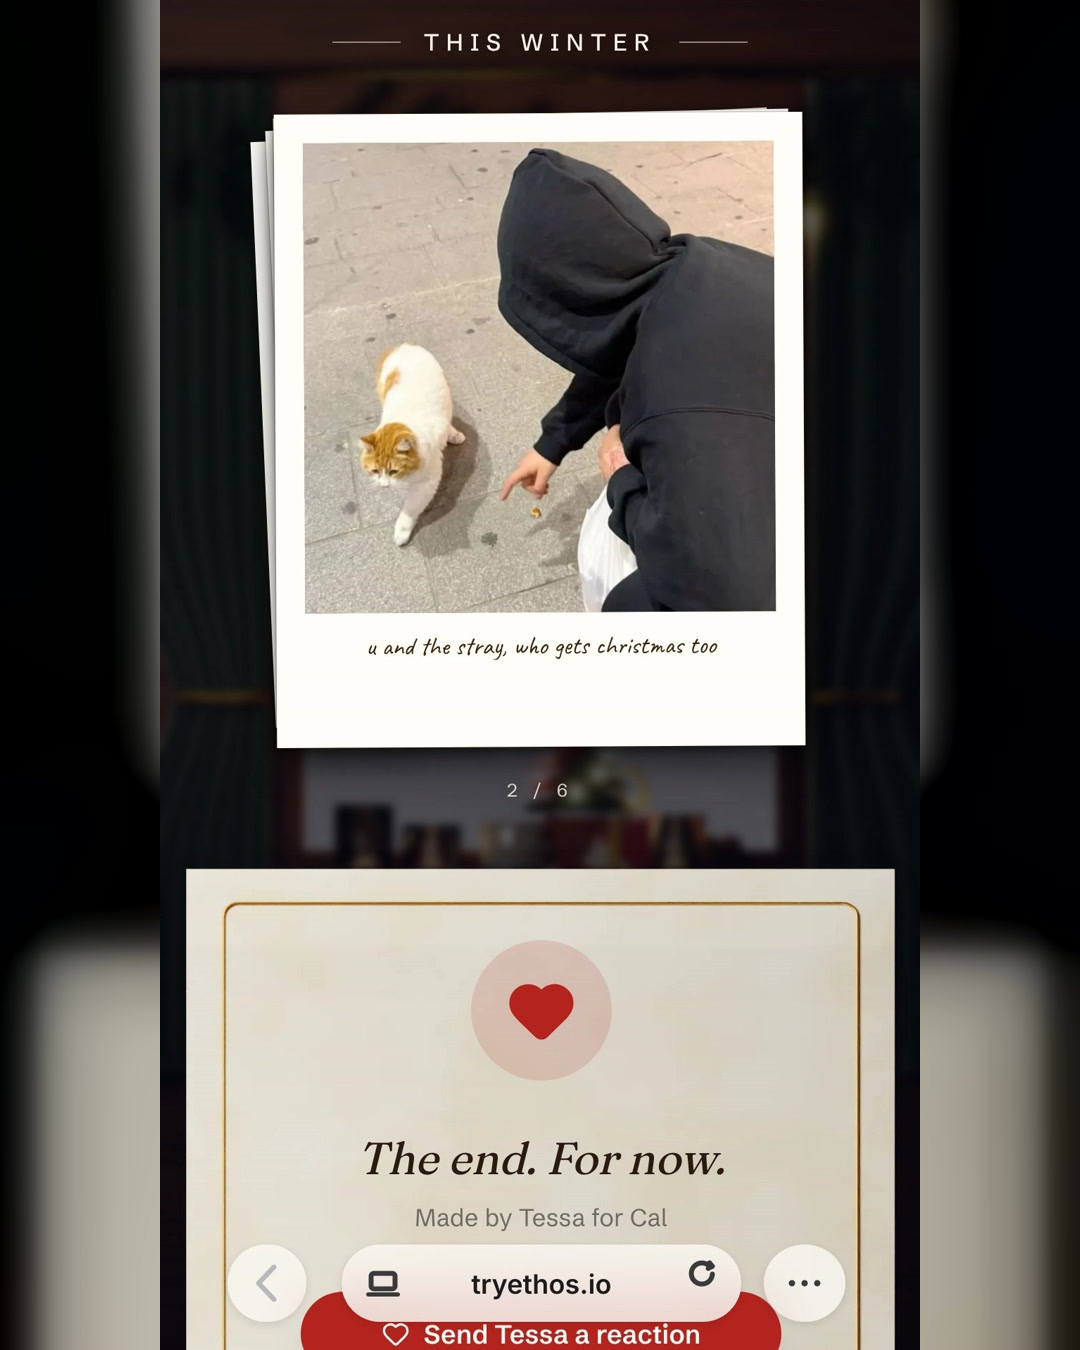 THIS WINTER
u and the stray, who gets christmas too
2 / 6
The end. For now.
Made by Tessa for Cal
tryethos.io
Send Tessa a reaction